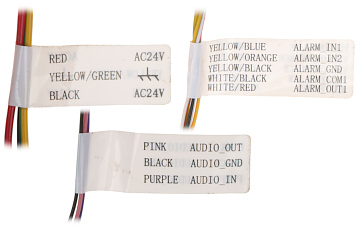 RED AC24V
YELLOW/GREEN
BLACK AC24V
YELLOW/BLUE ALARM_IN1
YELLOW/ORANGE ALARM_IN2
YELLOW/BLACK ALARM_GND
WHITE/BLACK ALARM_COM1
WHITE/RED ALARM_OUT1
PINK AUDIO_OUT
BLACK AUDIO_GND
PURPLE AUDIO_IN